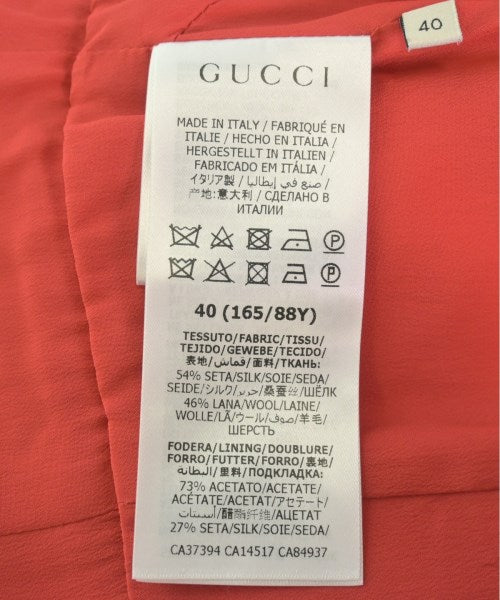 40
GUCCI
MADE IN ITALY / FABRIQUÉ EN
ITALIE / HECHO EN ITALIA /
HERGESTELLT IN ITALIEN /
FABRICADO EM ITÁLIA /
イタリア製 / صنع في إيطاليا /
产地:意大利 / СДЕЛАНО В
ИТАЛИИ
P
P
40 (165/88Y)
TESSUTO/FABRIC/TISSU/
TEJIDO/GEWEBE/TECIDO/
表地/قماش/面料/ТКАНЬ:
54% SETA/SILK/SOIE/SEDA/
SEIDE/シルク/حرير/桑蚕丝/ШЁЛК
46% LANA/WOOL/LAINE/
WOLLE/LÃ/ウール/صوف/羊毛/
ШЕРСТЬ
FODERA/LINING/DOUBLURE/
FORRO/FUTTER/FORRO/裏地/
البطانة/里料/ПОДКЛАДКА:
73% ACETATO/ACETATE/
ACÉTATE/ACETAT/アセテート/
أسيتات/醋酯纤维/АЦЕТАТ
27% SETA/SILK/SOIE/SEDA/
CA37394 CA14517 CA84937